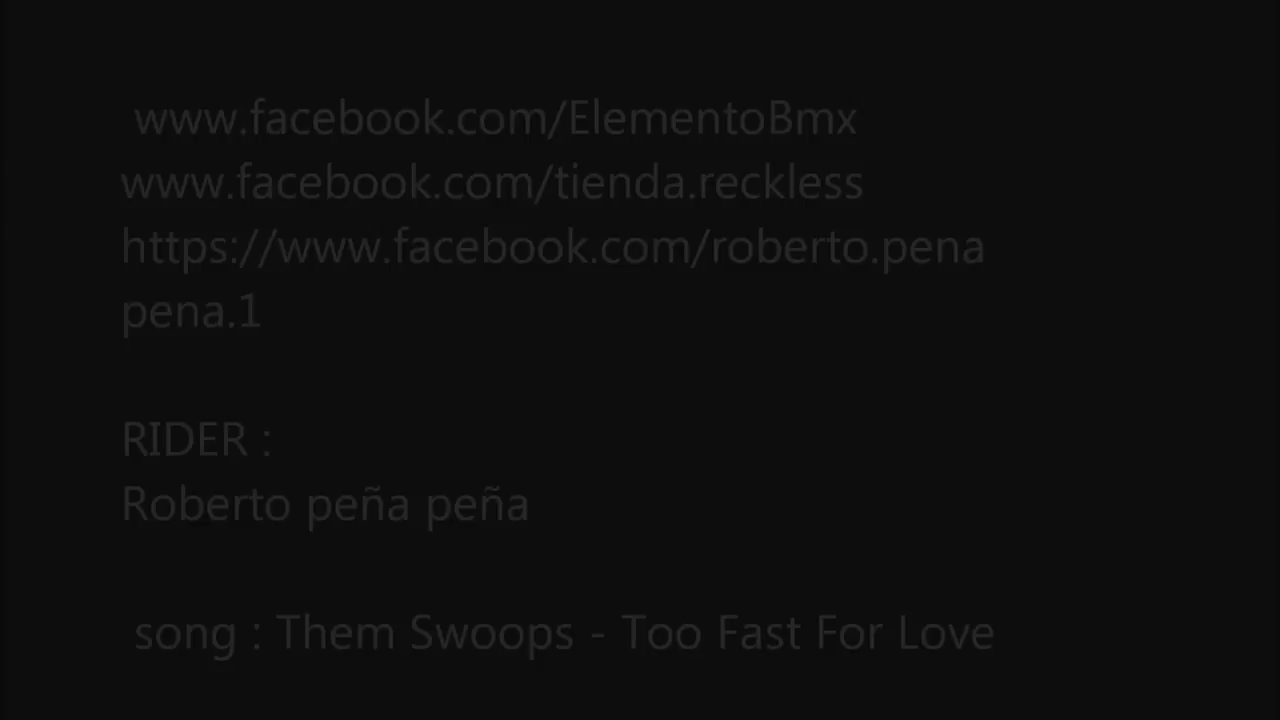 www.facebook.com/ElementoBmx
www.facebook.com/tienda.reckless
https://www.facebook.com/roberto.pena
pena.1
RIDER :
Roberto peña peña
song : Them Swoops - Too Fast For Love